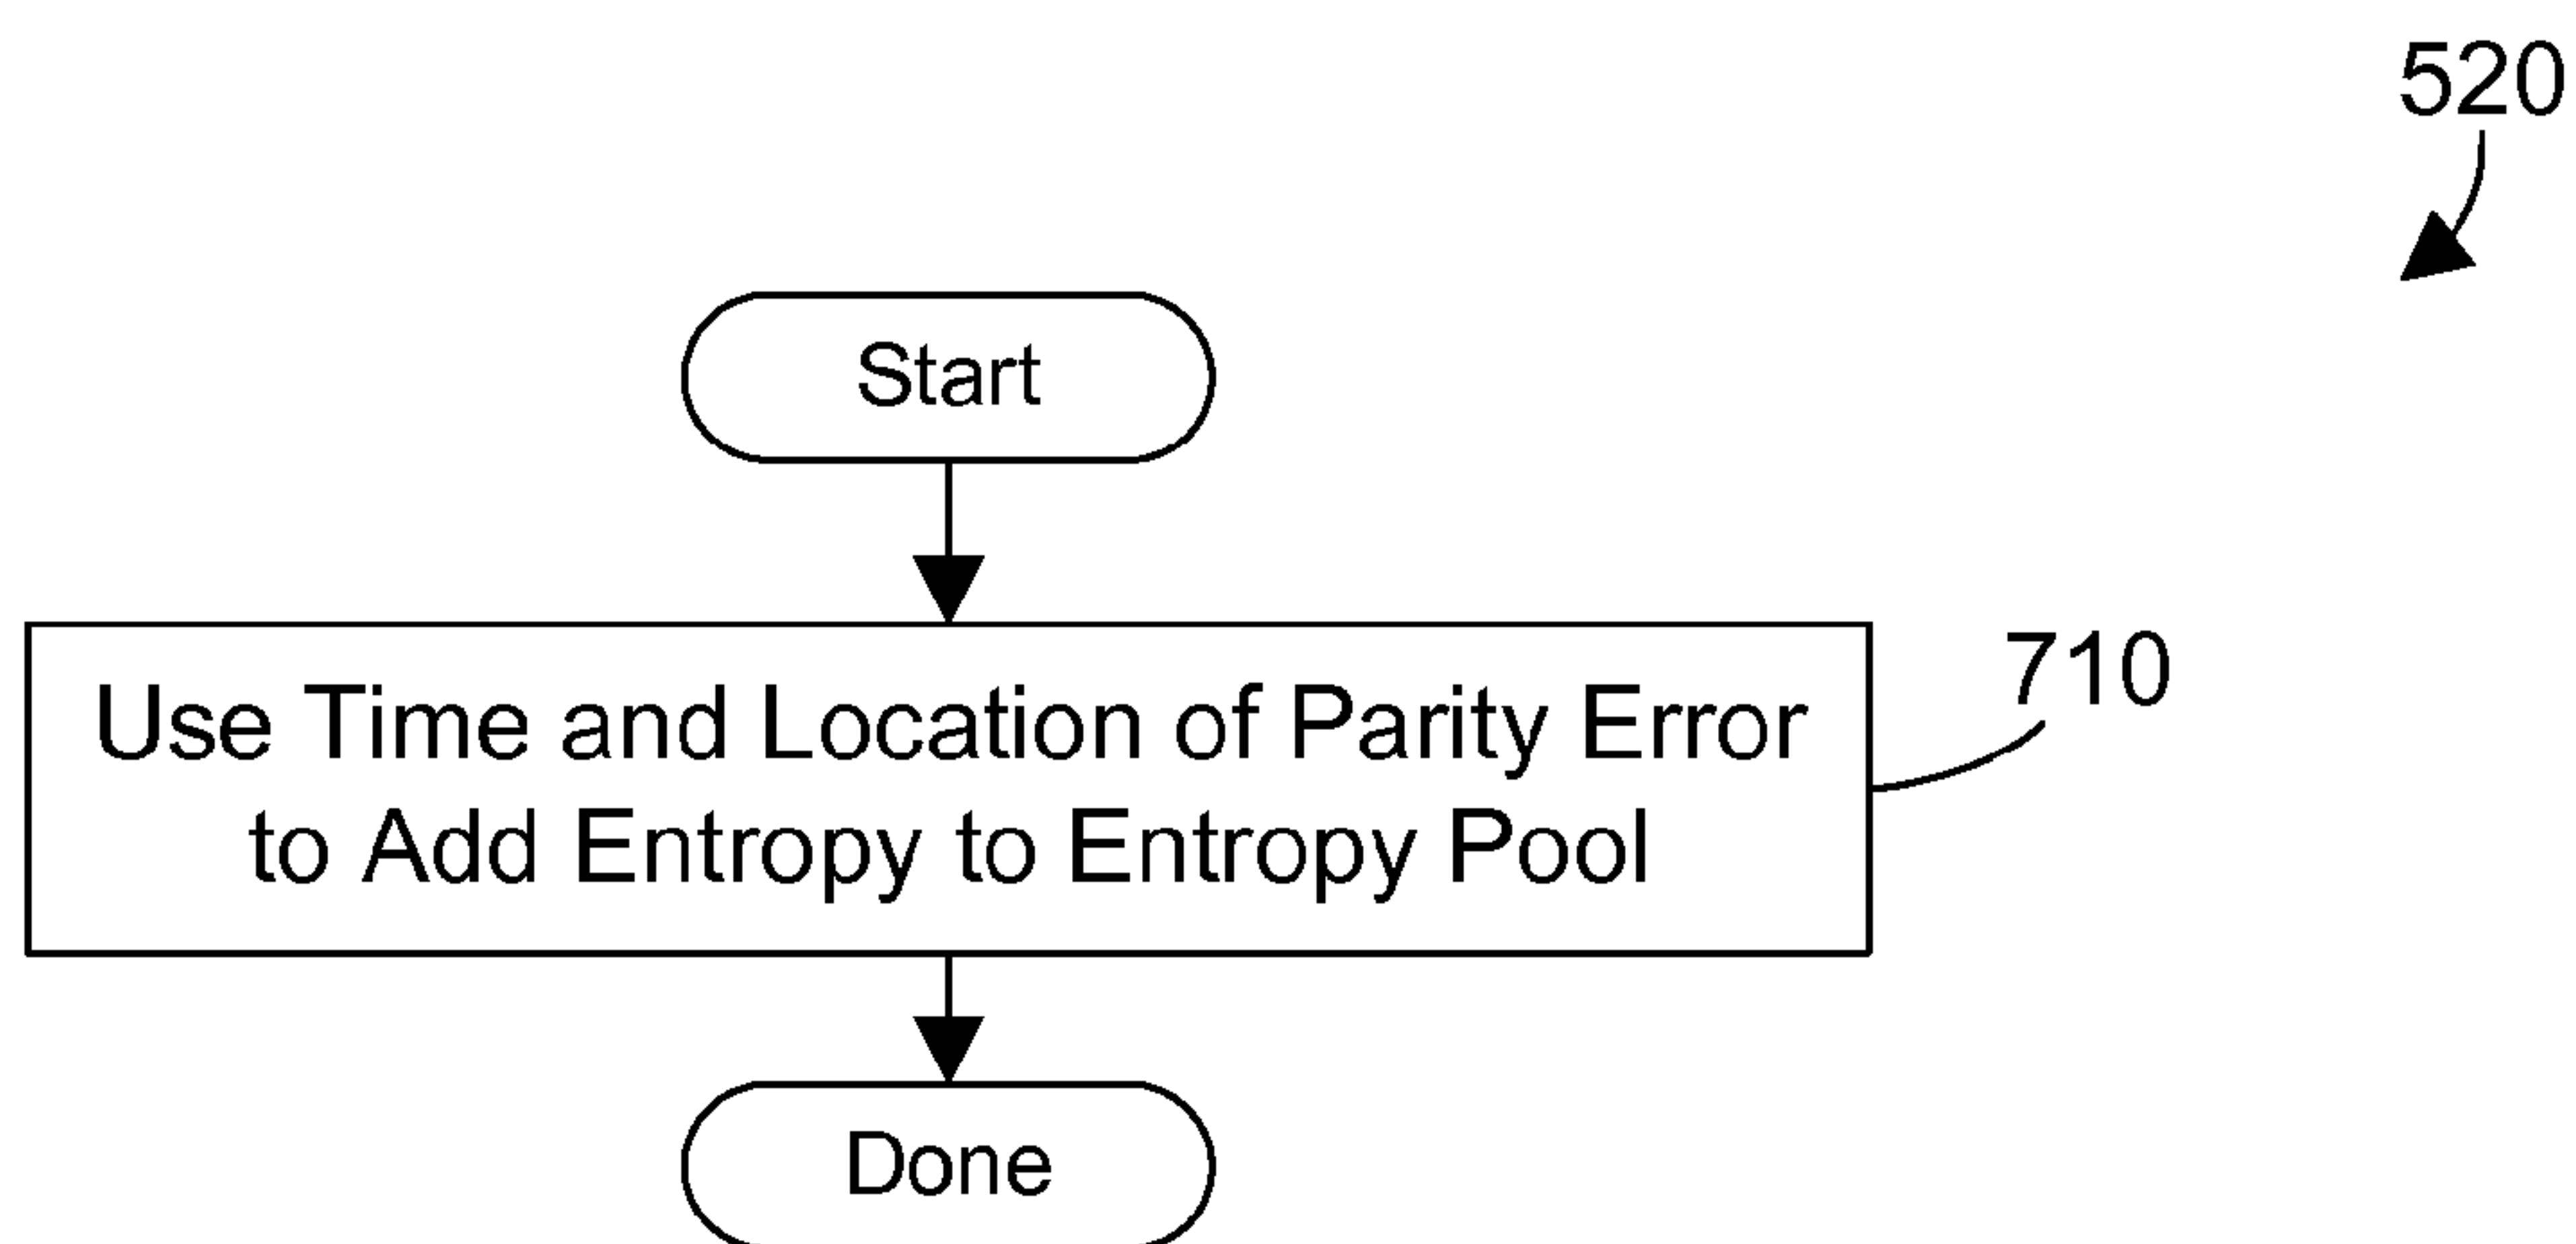 520
Start
Use Time and Location of Parity Error
to Add Entropy to Entropy Pool
710
Done